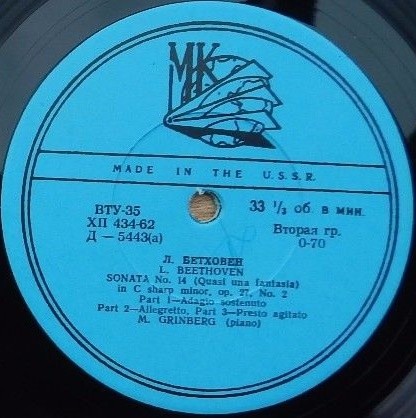 МК
MADE IN THE U.S.S.R.
ВТУ-35
ХП 434-62
Д — 5443(а)
33 ⅓ об. в мин.
Вторая гр.
0-70
Л. БЕТХОВЕН
L. BEETHOVEN
SONATA No. 14 (Quasi una fantasia)
in C sharp minor, op. 27, No. 2
Part 1—Adagio sostenuto
Part 2—Allegretto, Part 3—Presto agitato
M. GRINBERG (piano)